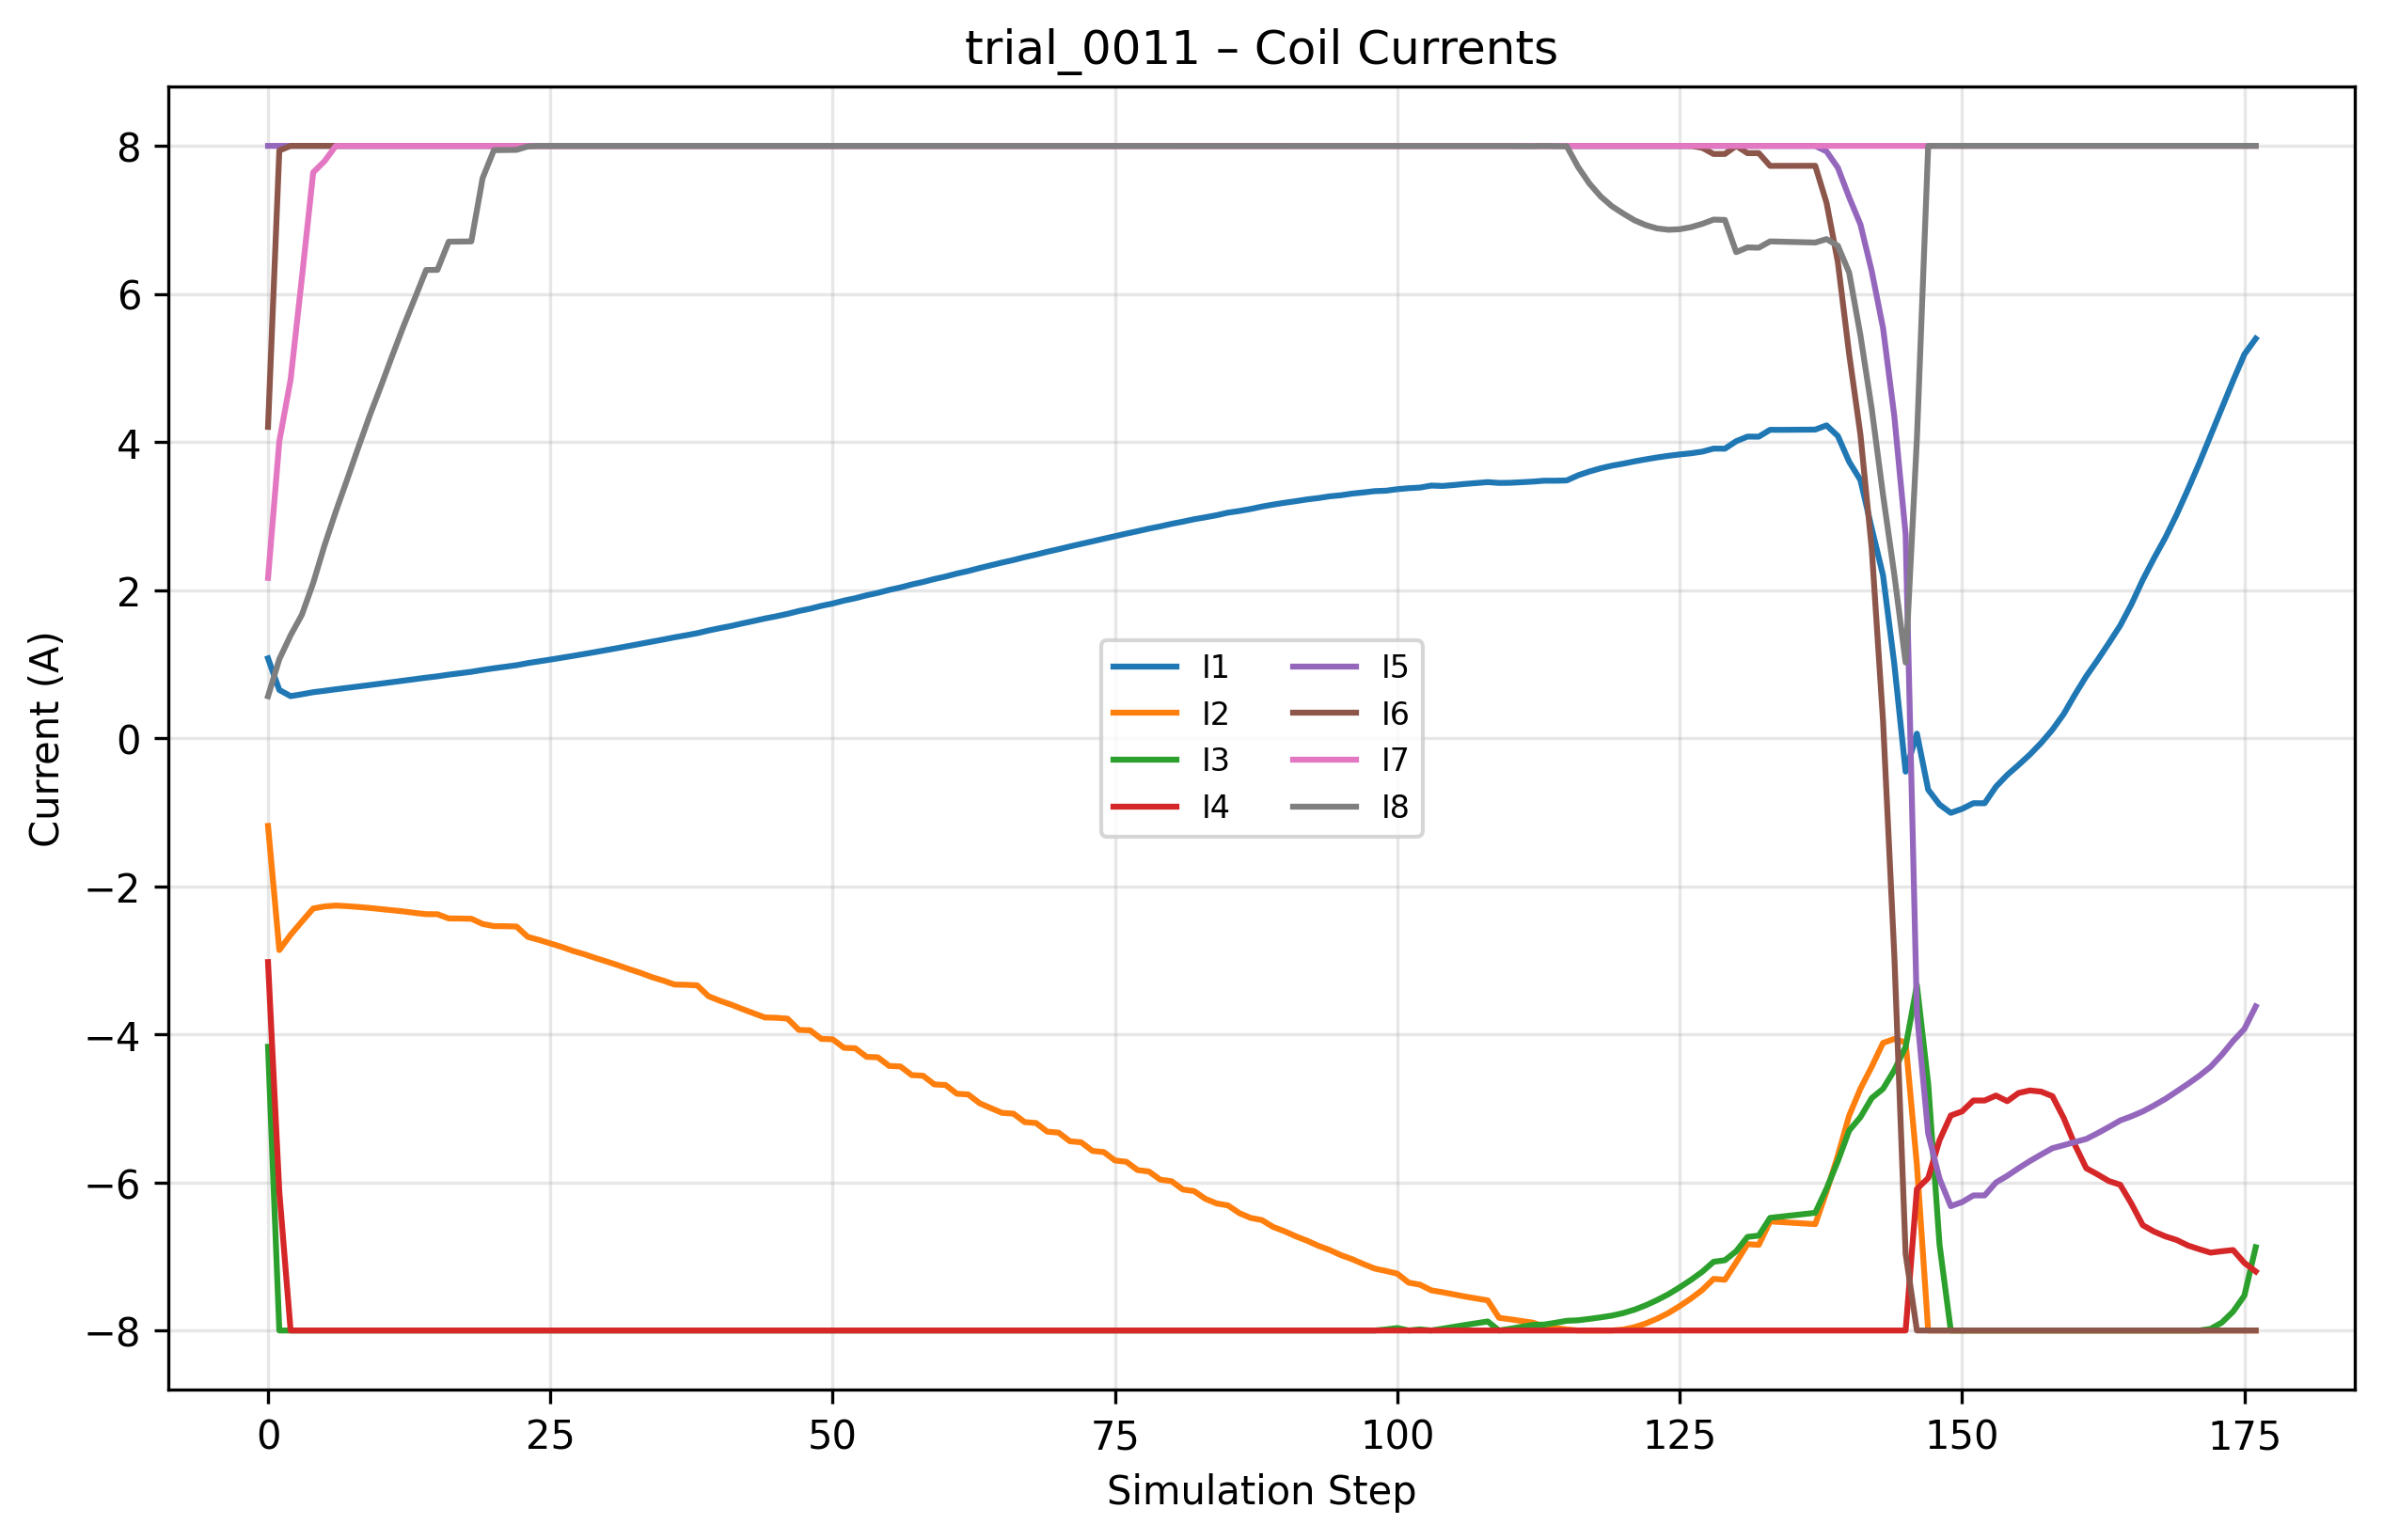 trial_0011 – Coil Currents
Current (A)
8
6
4
2
0
−2
−4
−6
−8
I1
I2
I3
I4
I5
I6
I7
I8
0 25 50 75 100 125 150 175
Simulation Step